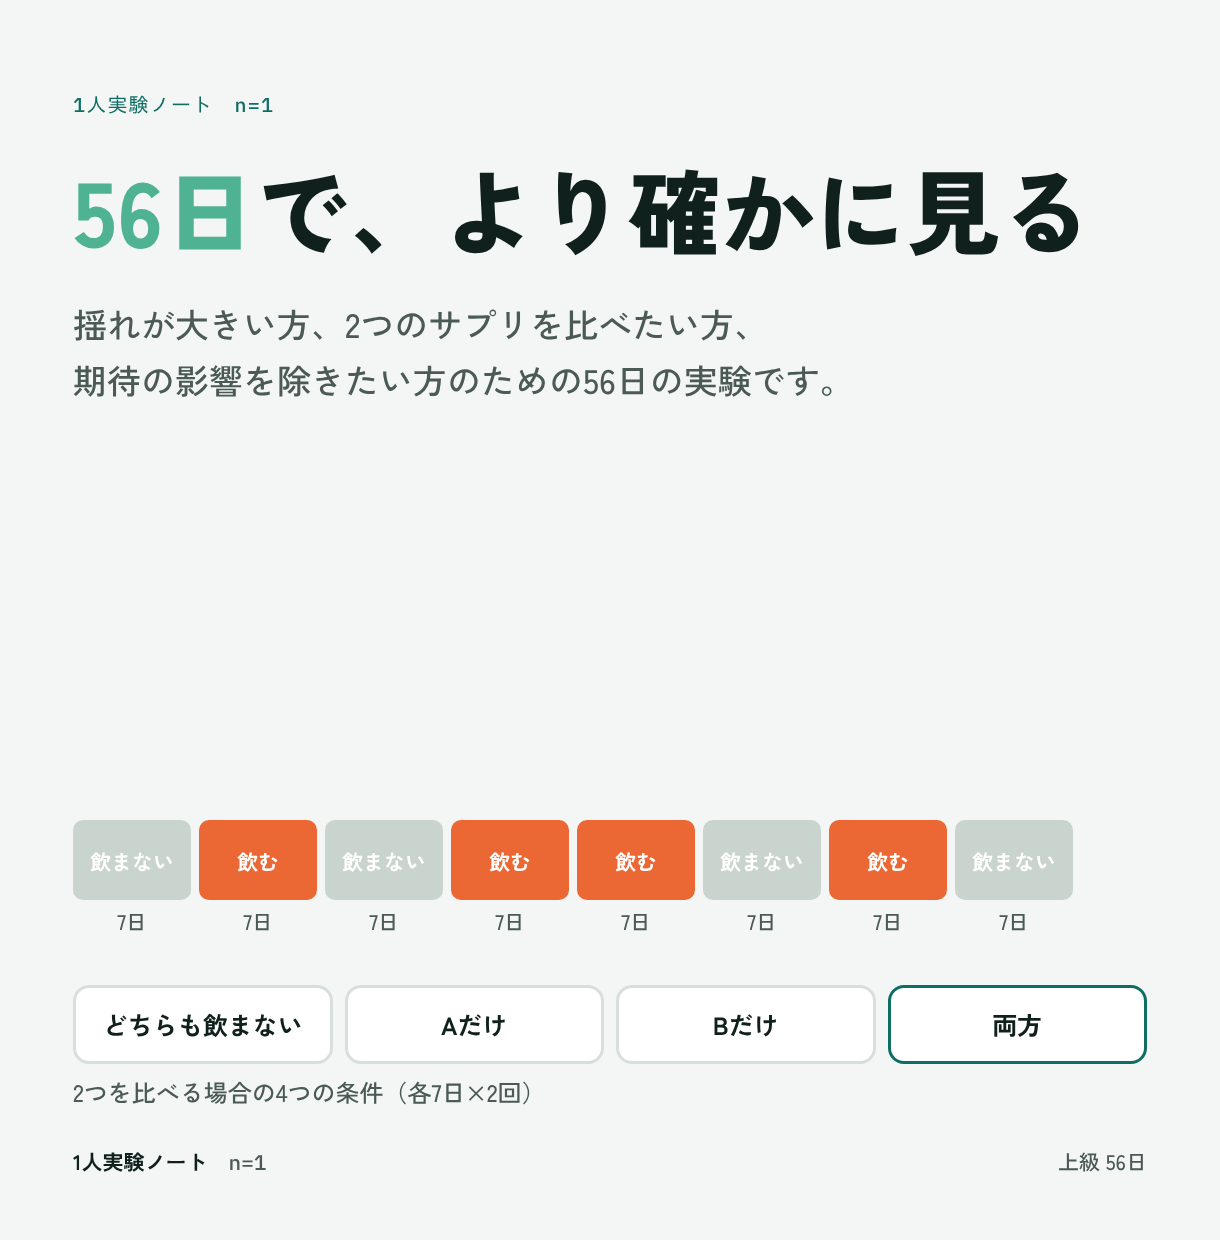 1人実験ノート n=1
56日で、より確かに見る
揺れが大きい方、2つのサプリを比べたい方、
期待の影響を除きたい方のための56日の実験です。
飲まない 飲む 飲まない 飲む 飲む 飲まない 飲む 飲まない
7日 7日 7日 7日 7日 7日 7日 7日
どちらも飲まない Aだけ Bだけ 両方
2つを比べる場合の4つの条件（各7日×2回）
1人実験ノート n=1 上級 56日